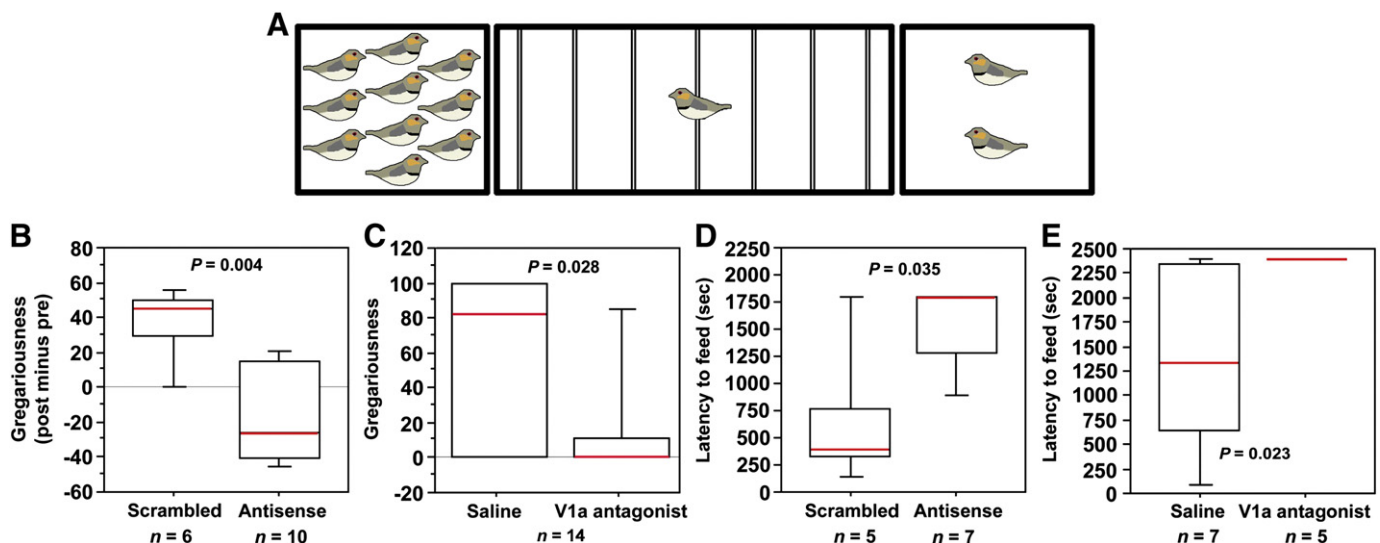 A
B
80
60
40
20
0
-20
-40
-60
Gregariousness
(post minus pre)
P = 0.004
Scrambled Antisense
n = 6 n = 10
C
120
100
80
60
40
20
0
-20
Gregariousness
P = 0.028
Saline V1a antagonist
n = 14
D
2250
2000
1750
1500
1250
1000
750
500
250
0
Latency to feed (sec)
P = 0.035
Scrambled Antisense
n = 5 n = 7
E
2500
2250
2000
1750
1500
1250
1000
750
500
250
0
Latency to feed (sec)
P = 0.023
Saline V1a antagonist
n = 7 n = 5